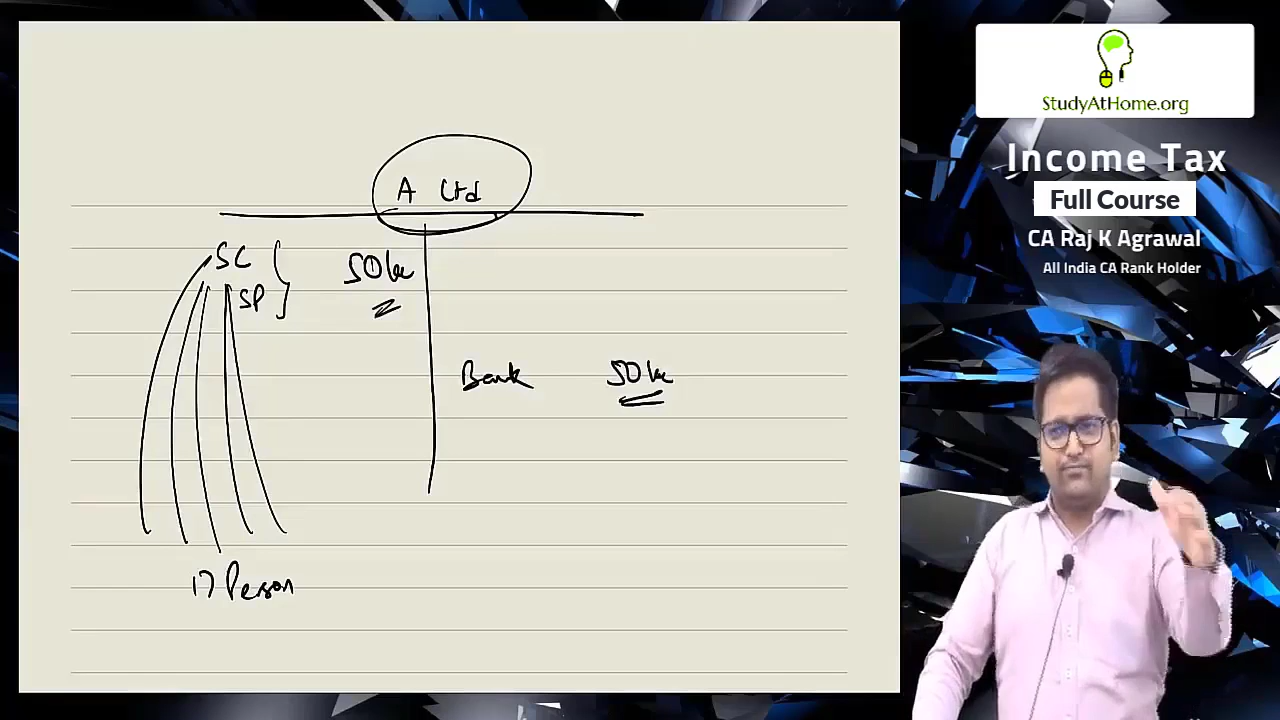 A Ltd
SC
SP
50 lac
Bank 50 lac
17 Person
StudyAtHome.org
Income Tax
Full Course
CA Raj K Agrawal
All India CA Rank Holder